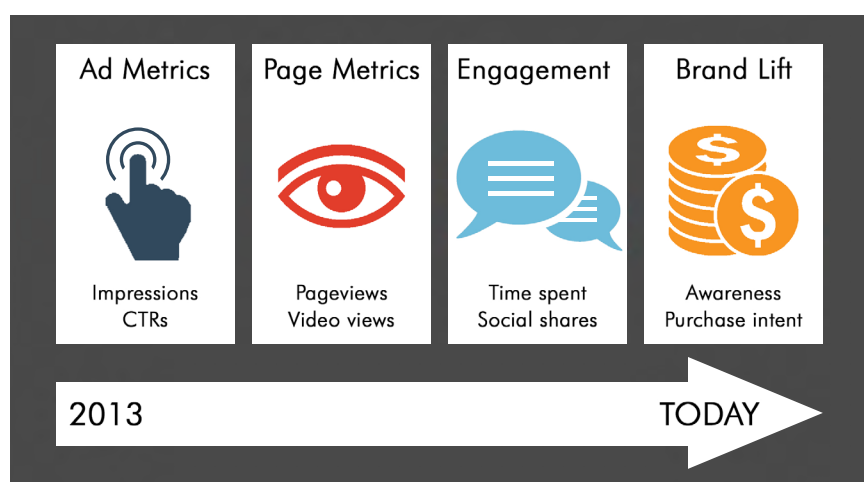 Ad Metrics
Impressions
CTRs
Page Metrics
Pageviews
Video views
Engagement
Time spent
Social shares
Brand Lift
$
$
Awareness
Purchase intent
2013
TODAY